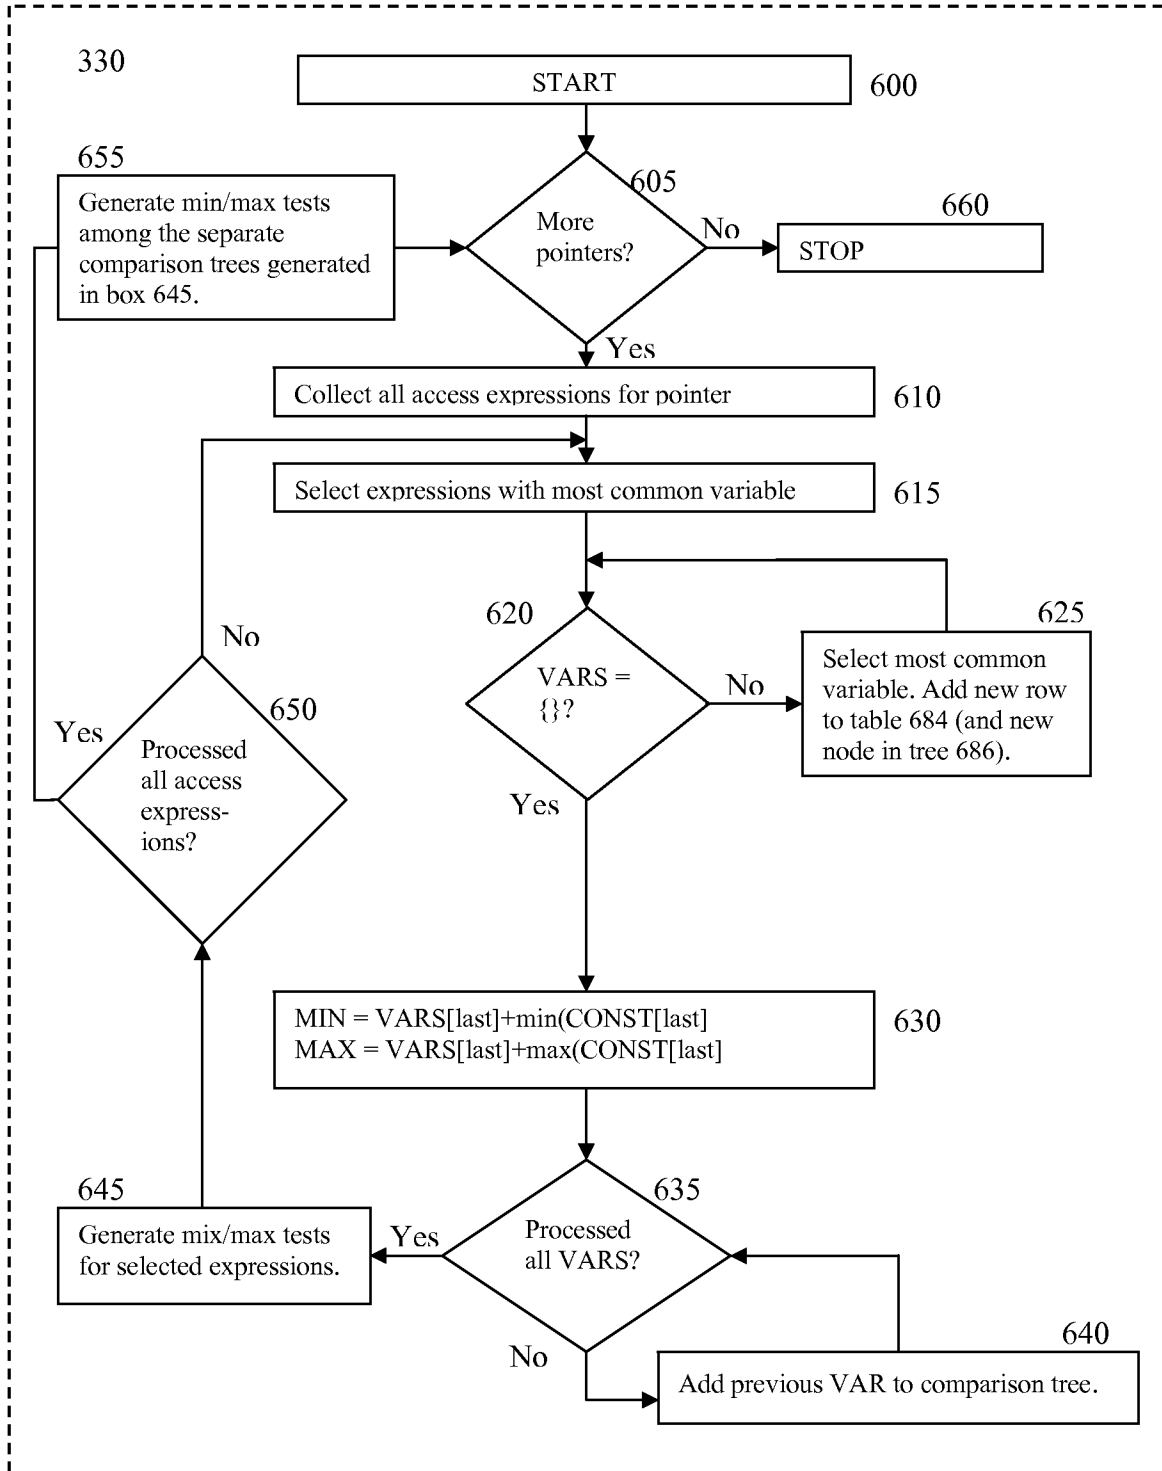 330
START
600
655
Generate min/max tests
among the separate
comparison trees generated
in box 645.
605
More
pointers?
No
660
STOP
Yes
Collect all access expressions for pointer
610
Select expressions with most common variable
615
620
VARS =
{}?
No
625
Select most common
variable. Add new row
to table 684 (and new
node in tree 686).
Yes
No
650
Yes
Processed
all access
express-
ions?
MIN = VARS[last]+min(CONST[last]
MAX = VARS[last]+max(CONST[last]
630
635
Processed
all VARS?
Yes
645
Generate mix/max tests
for selected expressions.
No
640
Add previous VAR to comparison tree.